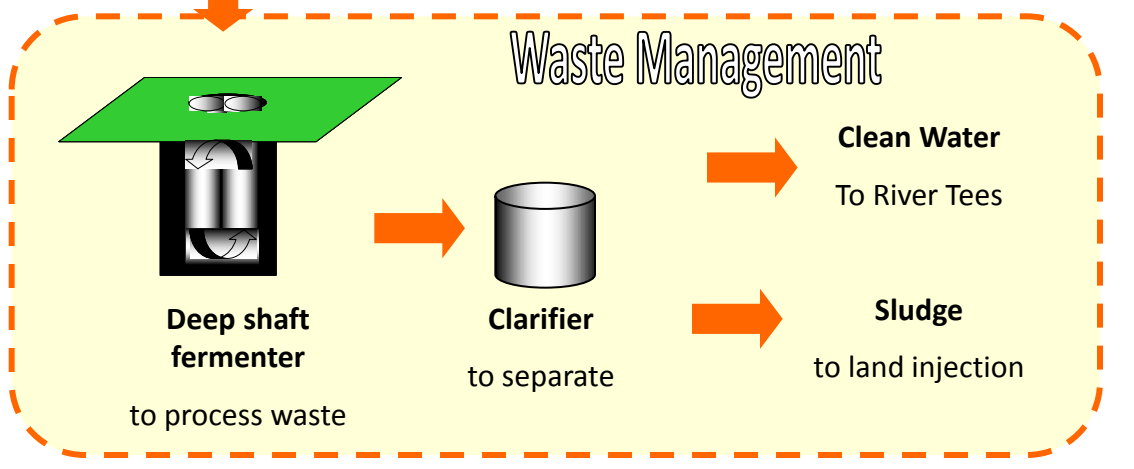 Waste Management
Deep shaft
fermenter
to process waste
Clarifier
to separate
Clean Water
To River Tees
Sludge
to land injection